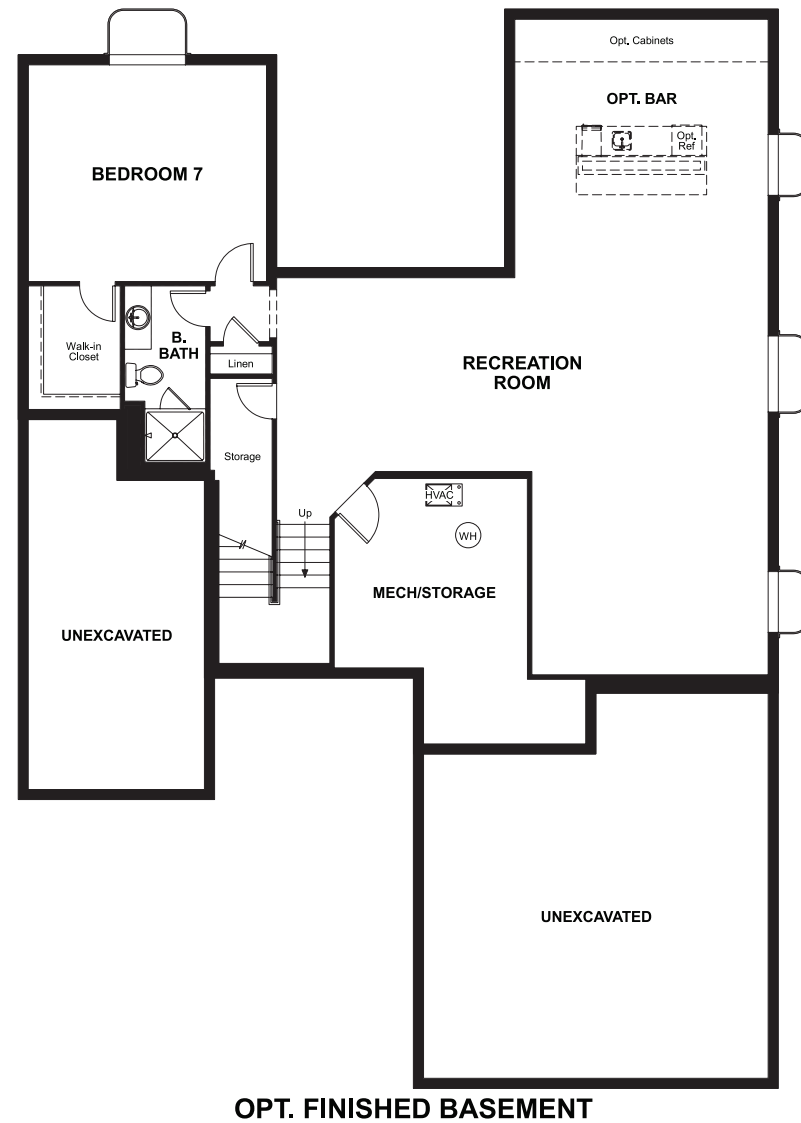 Opt. Cabinets
OPT. BAR
Opt.
Ref
BEDROOM 7
Walk-in
Closet
B.
BATH
Linen
RECREATION
ROOM
Storage
Up
HVAC
WH
MECH/STORAGE
UNEXCAVATED
UNEXCAVATED
OPT. FINISHED BASEMENT